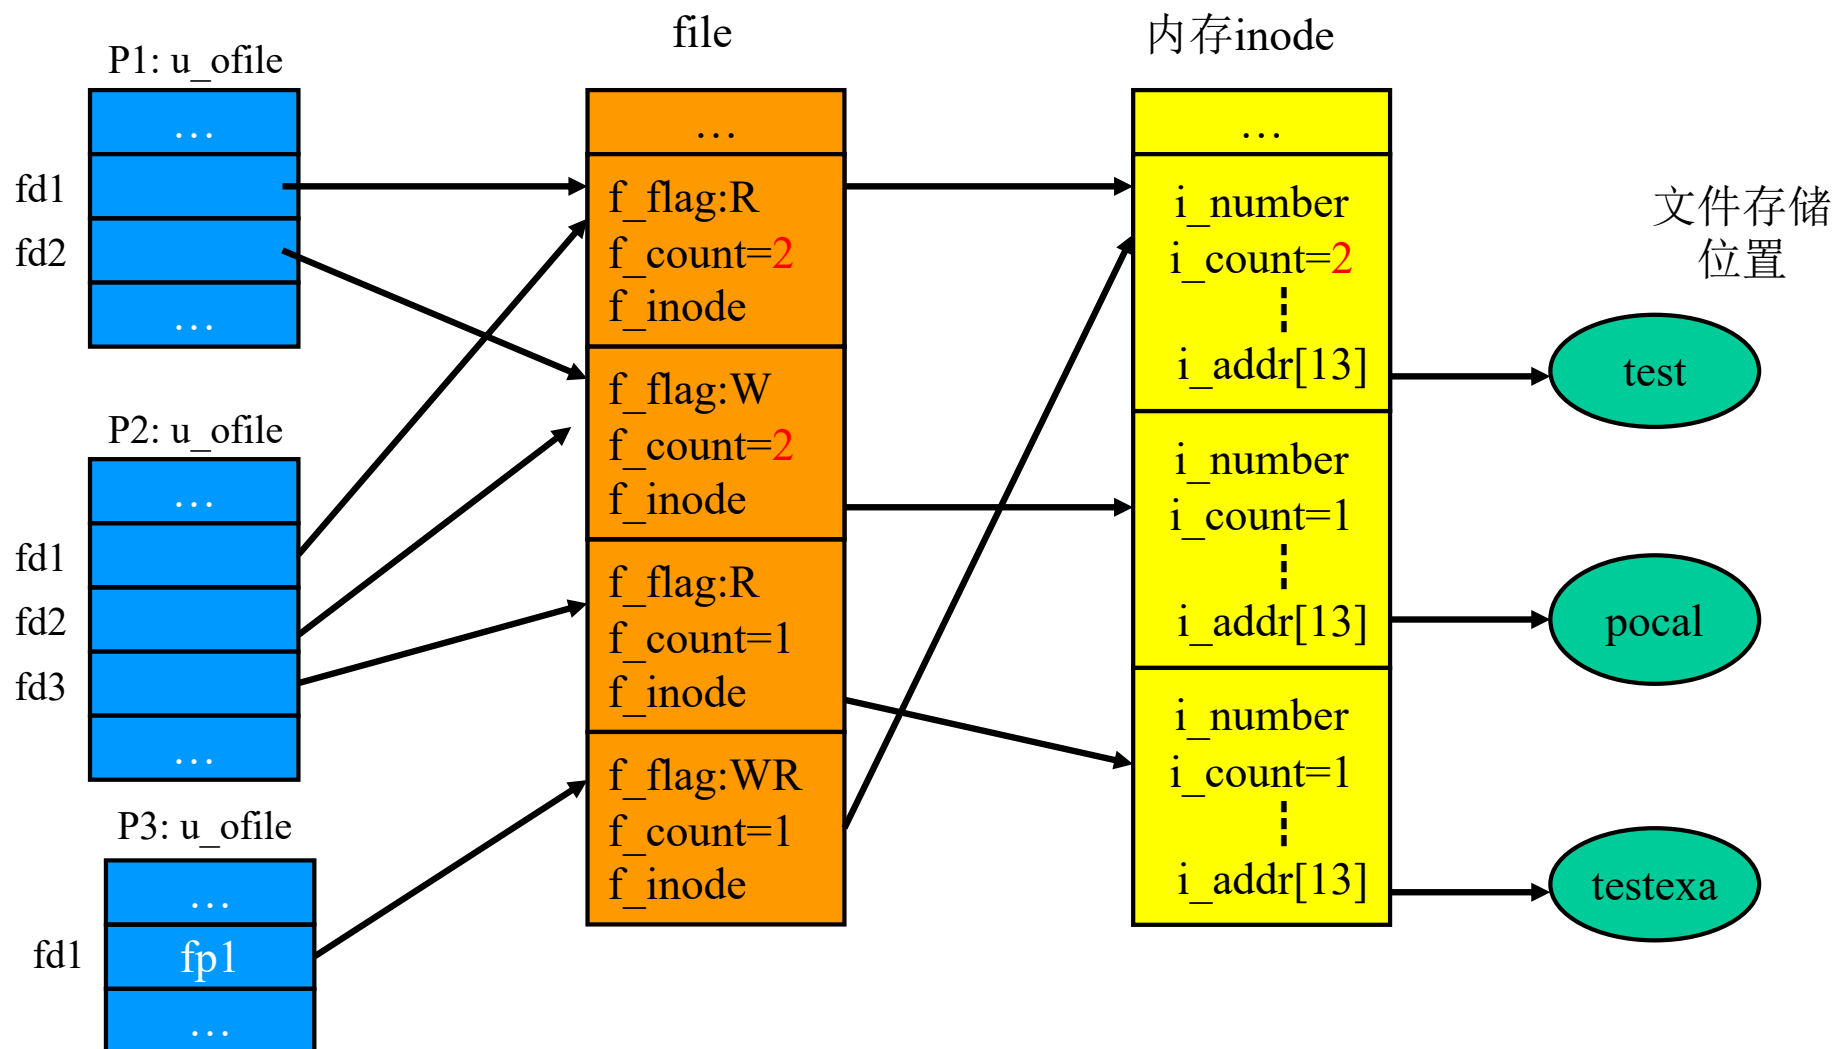 P1: u_ofile
…
fd1
fd2
…
P2: u_ofile
…
fd1
fd2
fd3
…
P3: u_ofile
…
fd1
fp1
…
file
…
f_flag:R
f_count=2
f_inode
f_flag:W
f_count=2
f_inode
f_flag:R
f_count=1
f_inode
f_flag:WR
f_count=1
f_inode
内存inode
…
i_number
i_count=2
i_addr[13]
i_number
i_count=1
i_addr[13]
i_number
i_count=1
i_addr[13]
文件存储
位置
test
pocal
testexa